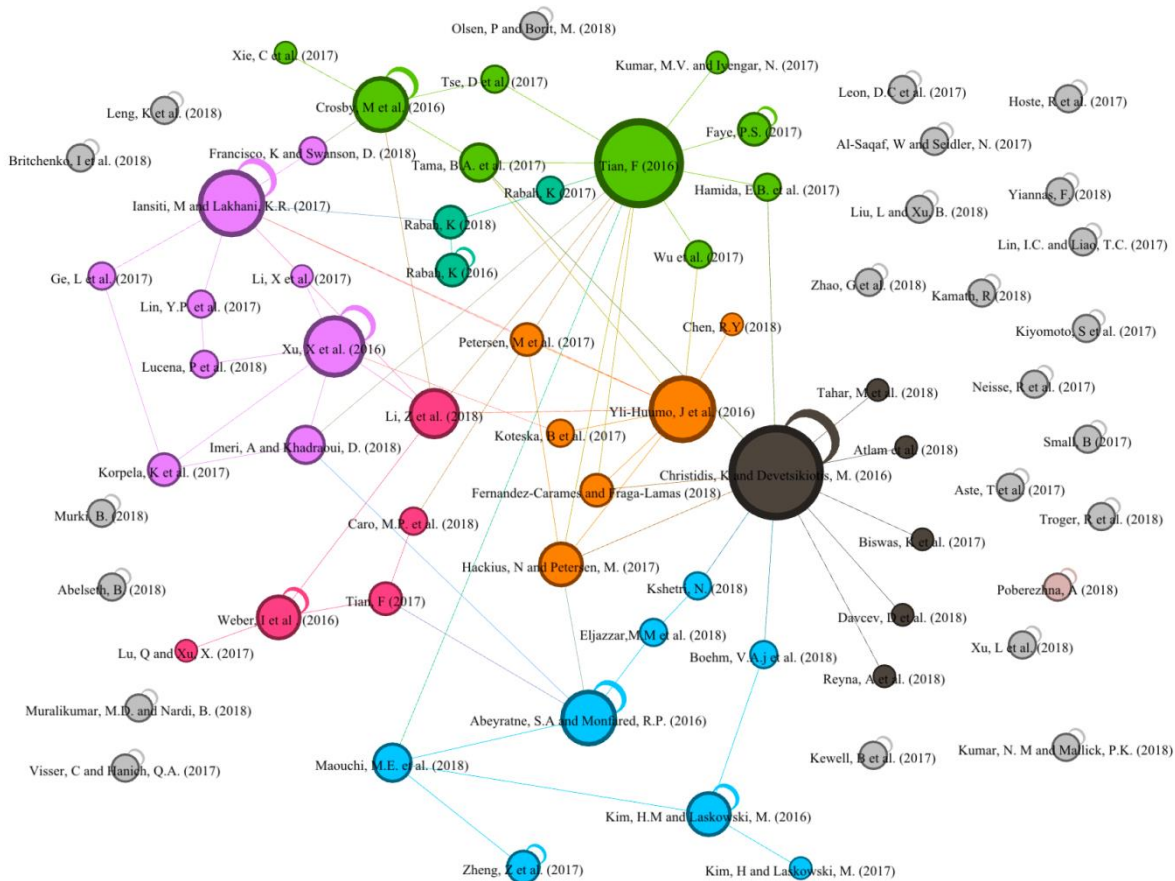 Olsen, P and Borit, M. (2018)
Xie, C et al. (2017)
Kumar, M.V. and Iyengar, N. (2017)
Tse, D et al. (2017)
Leon, D.C et al. (2017)
Hoste, R et al. (2017)
Crosby, M et al. (2016)
Leng, K et al. (2018)
Faye, P.S. (2017)
Al-Saqaf, W and Seidler, N. (2017)
Francisco, K and Swanson, D. (2018)
Britchenko, I et al. (2018)
Tama, B.A. et al. (2017)
Tian, F (2016)
Rabah, K (2017)
Hamida, E.B. et al. (2017)
Yiannas, F. (2018)
Iansiti, M and Lakhani, K.R. (2017)
Liu, L and Xu, B. (2018)
Rabah, K (2018)
Lin, I.C. and Liao, T.C. (2017)
Wu et al. (2017)
Rabah, K (2016)
Ge, L et al. (2017)
Li, X et al. (2017)
Zhao, G et al. (2018)
Kamath, R (2018)
Lin, Y.P. et al. (2017)
Chen, R.Y (2018)
Kiyomoto, S et al. (2017)
Petersen, M et al. (2017)
Xu, X et al. (2016)
Lucena, P et al. (2018)
Neisse, R et al. (2017)
Tahar, M et al. (2018)
Yli-Huumo, J et al. (2016)
Li, Z et al. (2018)
Koteska, B et al. (2017)
Small, B (2017)
Imeri, A and Khadraoui, D. (2018)
Atlam et al. (2018)
Korpela, K et al. (2017)
Christidis, K and Devetsikiotis, M. (2016)
Aste, T et al. (2017)
Fernandez-Carames and Fraga-Lamas (2018)
Murki, B. (2018)
Troger, R et al. (2018)
Caro, M.P. et al. (2018)
Biswas, K et al. (2017)
Hackius, N and Petersen, M. (2017)
Abelseth, B (2018)
Kshetri, N. (2018)
Poberezhna, A (2018)
Tian, F (2017)
Weber, I et al (2016)
Davcev, D et al. (2018)
Eljazzar,M.M et al. (2018)
Xu, L et al. (2018)
Lu, Q and Xu, X. (2017)
Boehm, V.A.j et al. (2018)
Reyna, A et al. (2018)
Muralikumar, M.D. and Nardi, B. (2018)
Abeyratne, S.A and Monfared, R.P. (2016)
Kumar, N. M and Mallick, P.K. (2018)
Kewell, B et al. (2017)
Maouchi, M.E. et al. (2018)
Visser, C and Hanich, Q.A. (2017)
Kim, H.M and Laskowski, M. (2016)
Zheng, Z et al. (2017)
Kim, H and Laskowski, M. (2017)